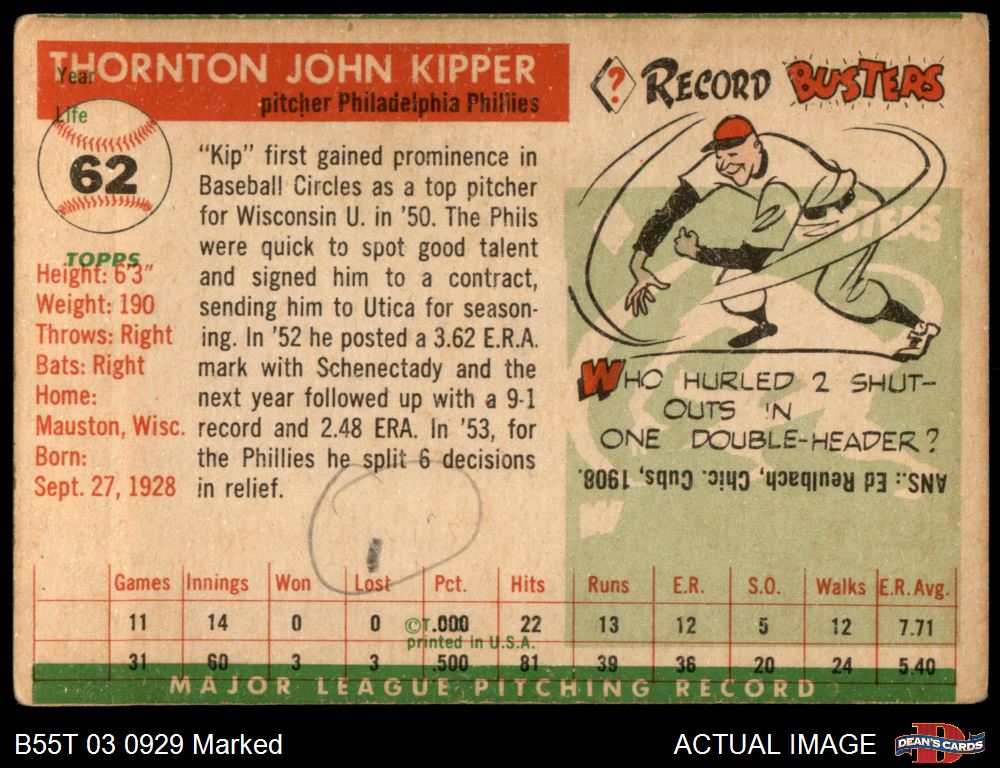 THORNTON JOHN KIPPER
Year
pitcher Philadelphia Phillies
Life
62
TOPPS
Height: 6'3"
Weight: 190
Throws: Right
Bats: Right
Home:
Mauston, Wisc.
Born:
Sept. 27, 1928
"Kip" first gained prominence in
Baseball Circles as a top pitcher
for Wisconsin U. in '50. The Phils
were quick to spot good talent
and signed him to a contract,
sending him to Utica for season-
ing. In '52 he posted a 3.62 E.R.A.
mark with Schenectady and the
next year followed up with a 9-1
record and 2.48 ERA. In '53, for
the Phillies he split 6 decisions
in relief.
? RECORD BUSTERS
WHO HURLED 2 SHUT-
OUTS IN
ONE DOUBLE-HEADER?
ANS.: Ed Reulbach, Chic. Cubs, 1908.
Games Innings Won Lost Pct. Hits Runs E.R. S.O. Walks E.R. Avg.
11 14 0 0 .000 22 13 12 5 12 7.71
©T.
printed in U.S.A.
31 60 3 3 .500 81 39 36 20 24 5.40
MAJOR LEAGUE PITCHING RECORD
B55T 03 0929 Marked
ACTUAL IMAGE
D
DEAN'S CARDS